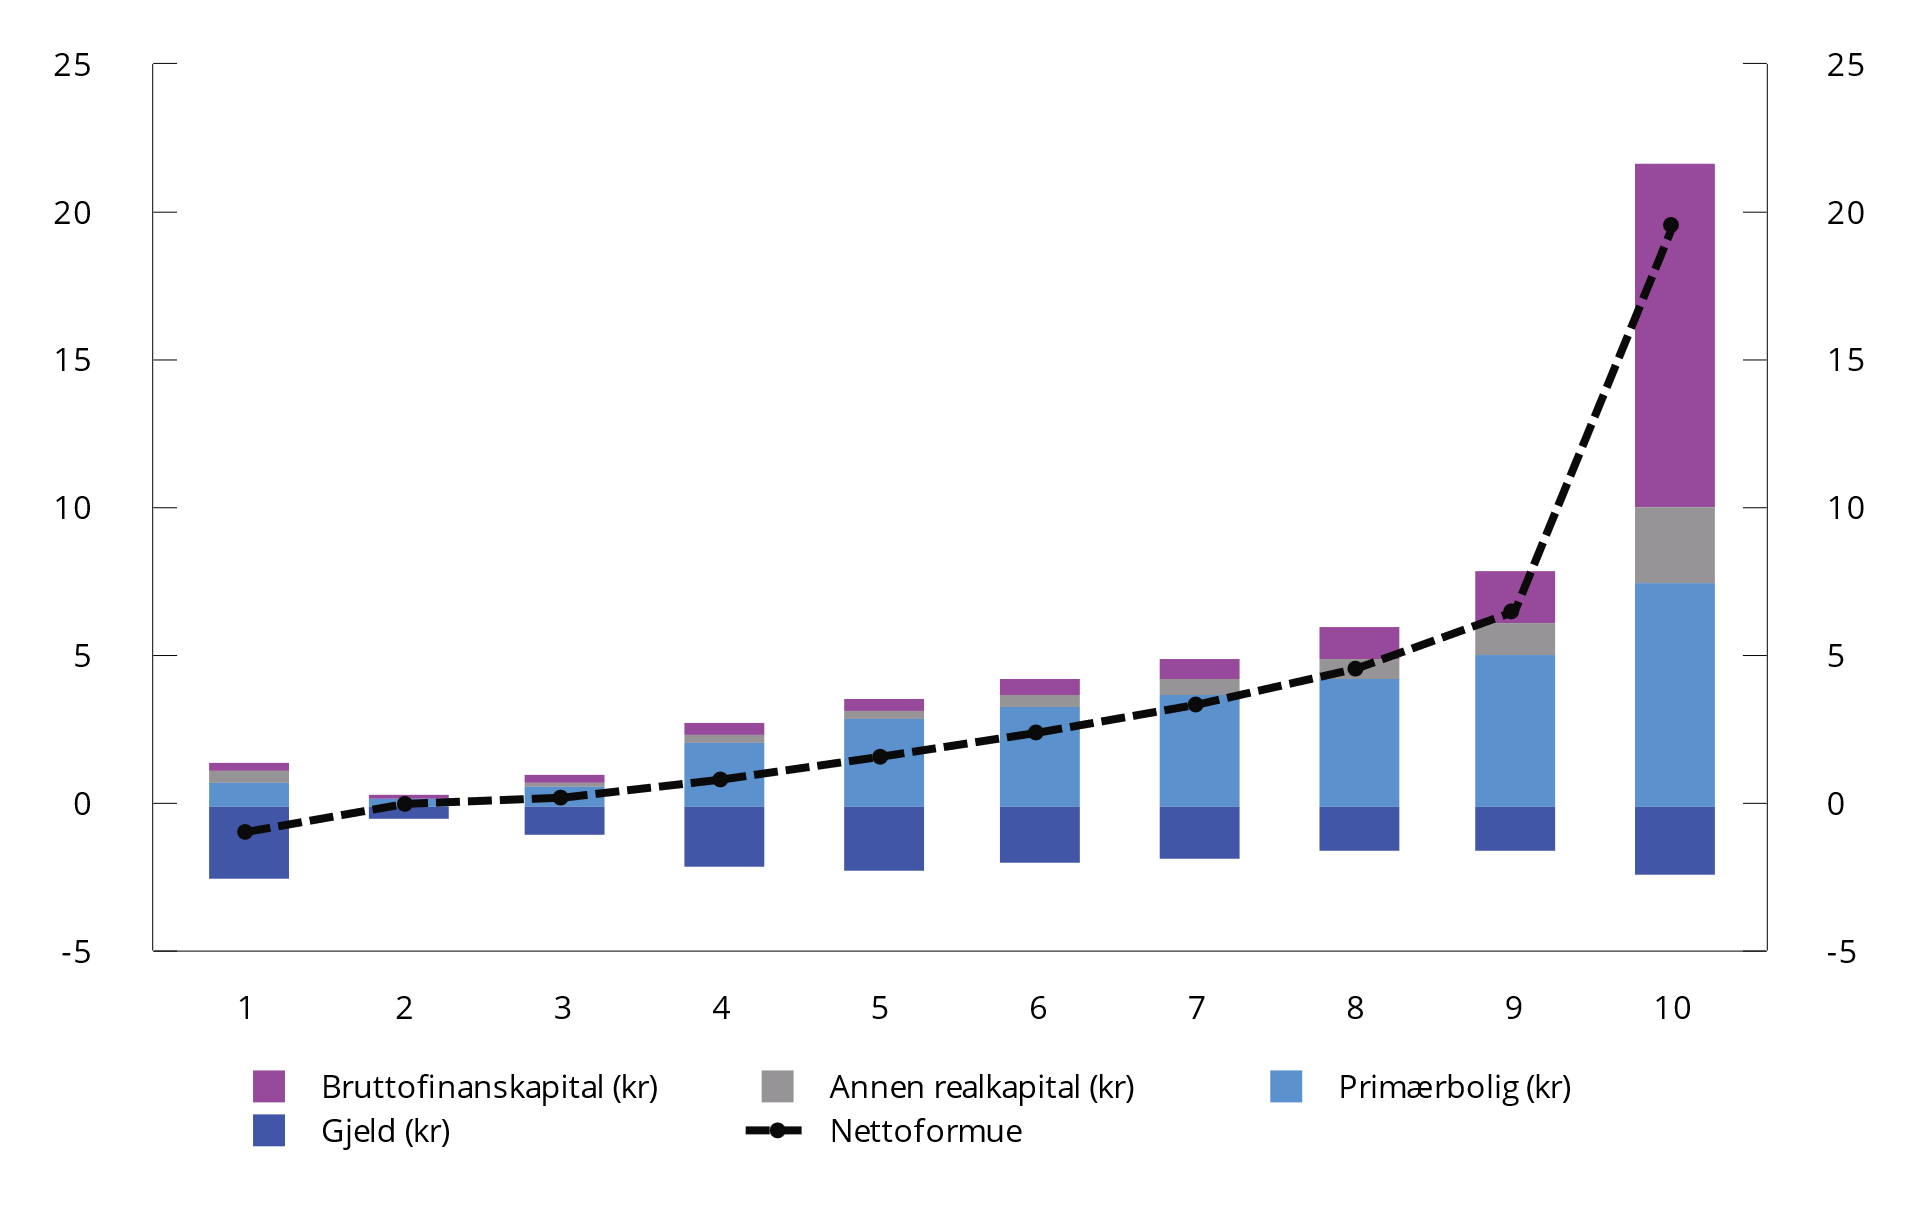 25 25
20 20
15 15
10 10
5 5
0 0
-5 -5
1 2 3 4 5 6 7 8 9 10
Bruttofinanskapital (kr) Annen realkapital (kr) Primærbolig (kr)
Gjeld (kr) Nettoformue